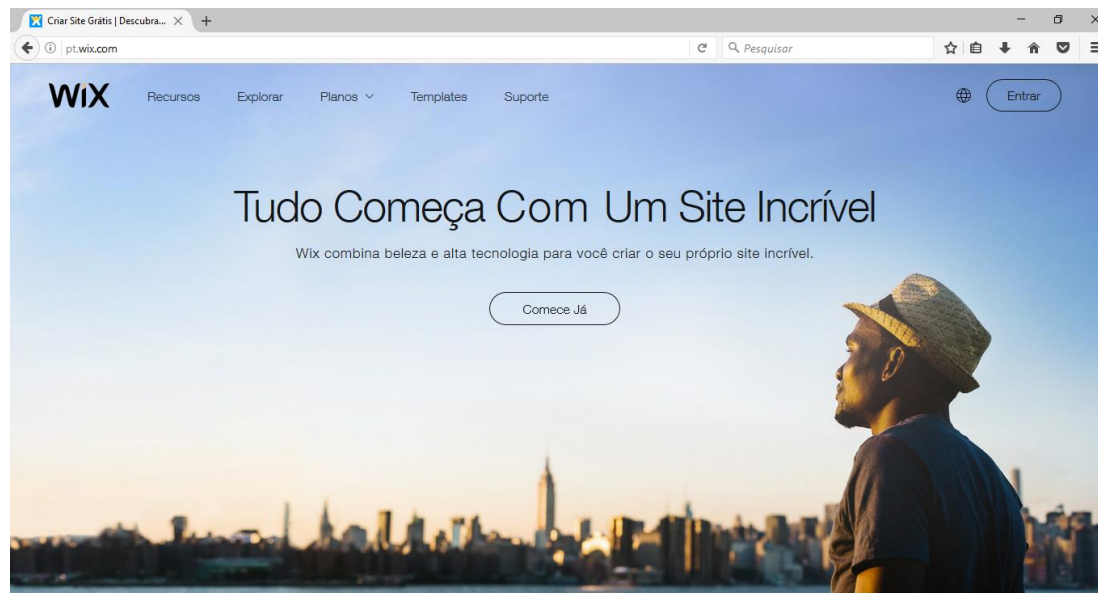 Criar Site Grátis | Descubra...
pt.wix.com
Pesquisar
WiX
Recursos Explorar Planos Templates Suporte
Entrar
Tudo Começa Com Um Site Incrível
Wix combina beleza e alta tecnologia para você criar o seu próprio site incrível.
Comece Já